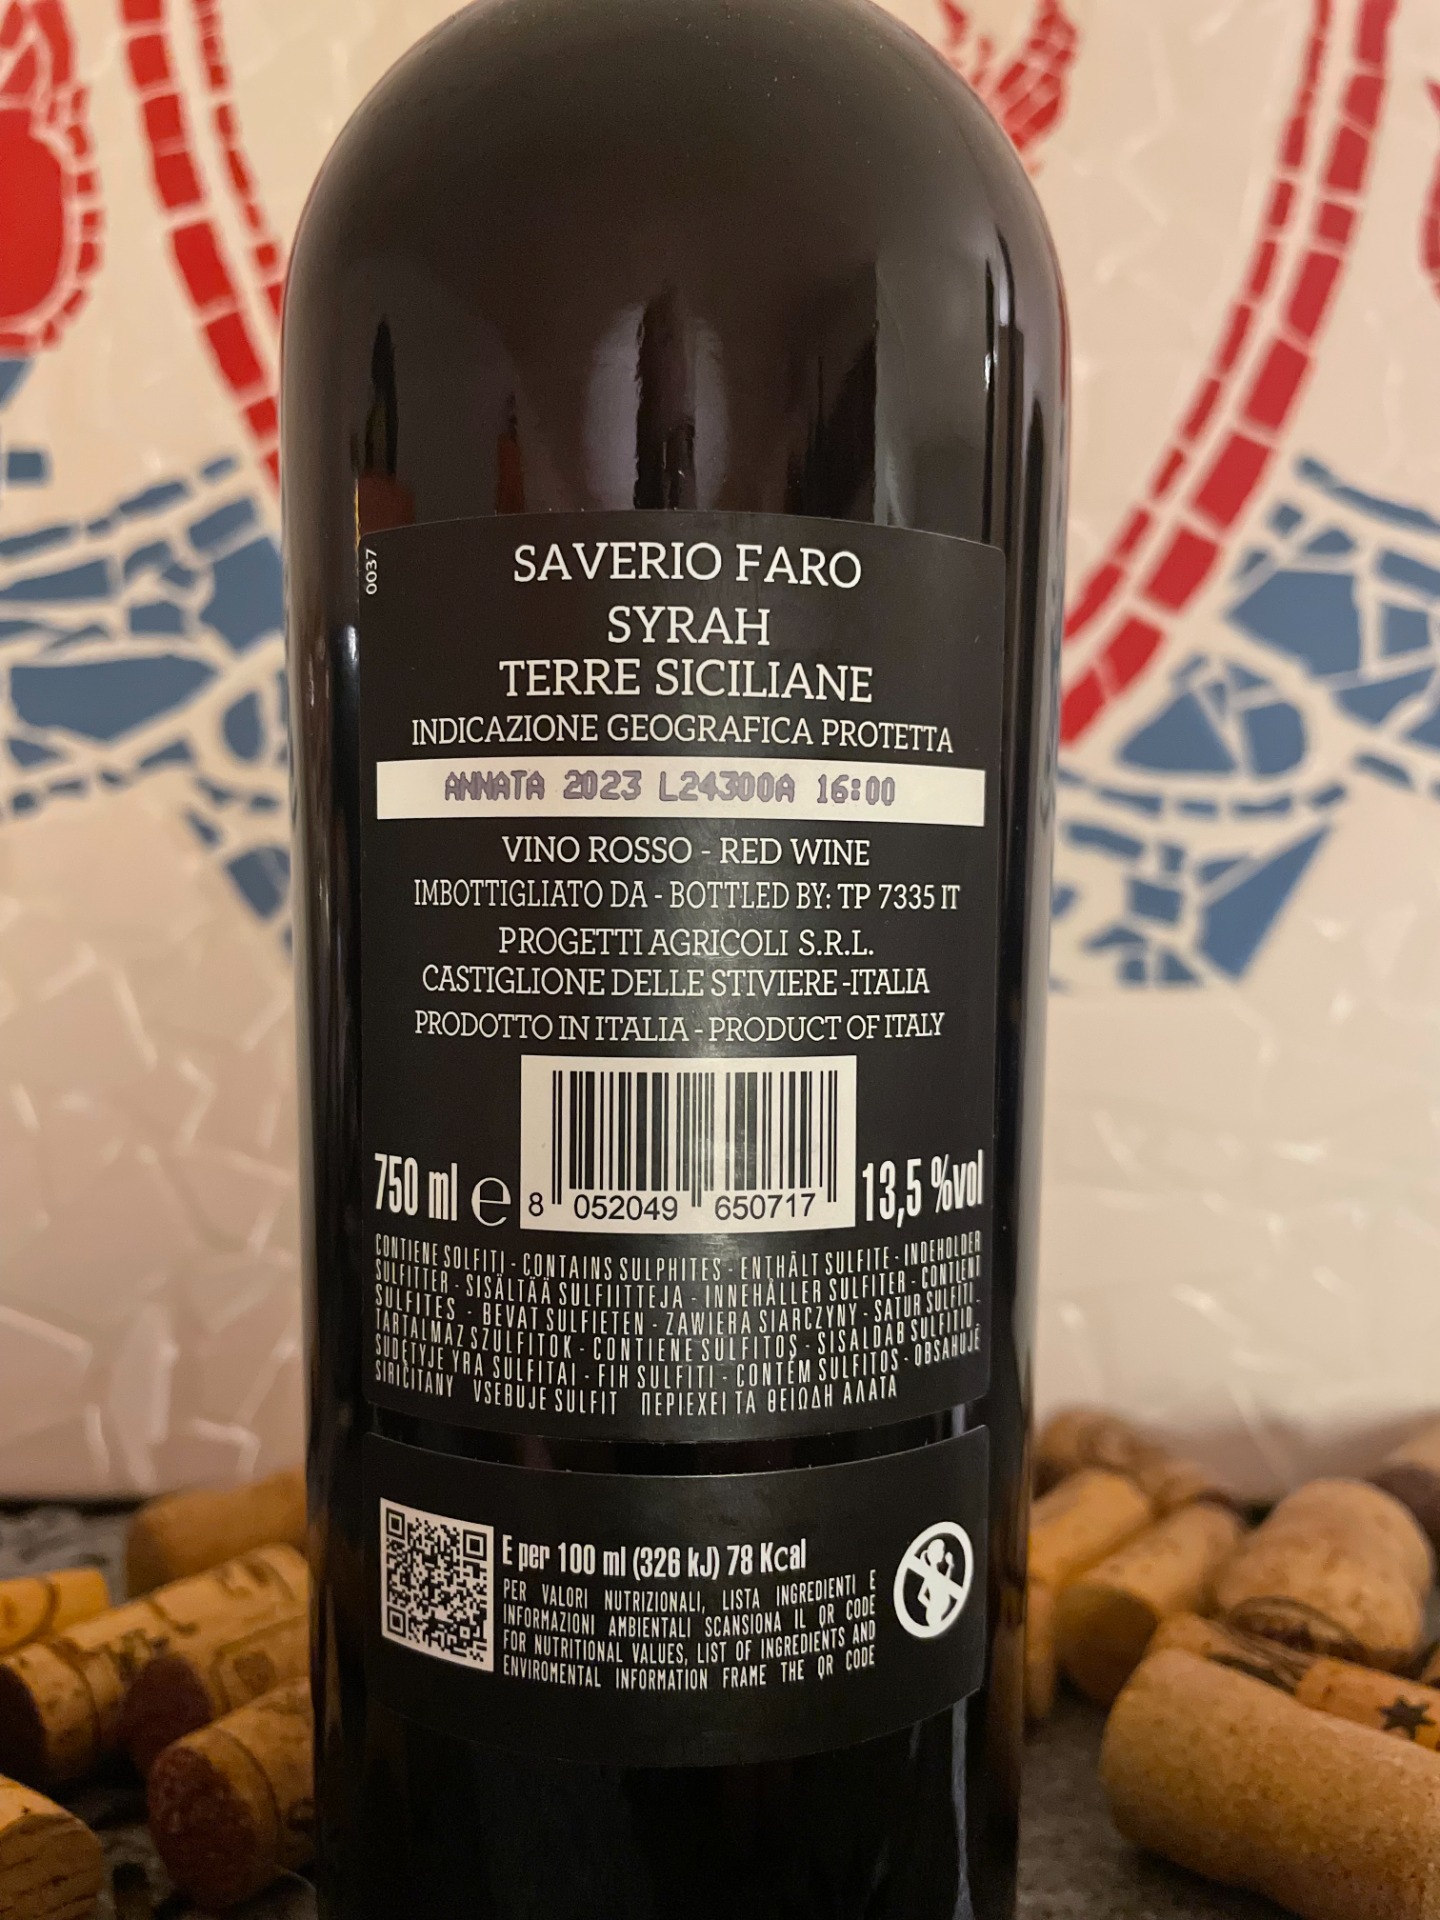 0037
SAVERIO FARO
SYRAH
TERRE SICILIANE
INDICAZIONE GEOGRAFICA PROTETTA
ANNATA 2023 L24300A 16:00
VINO ROSSO - RED WINE
IMBOTTIGLIATO DA - BOTTLED BY: TP 7335 IT
PROGETTI AGRICOLI S.R.L.
CASTIGLIONE DELLE STIVIERE -ITALIA
PRODOTTO IN ITALIA - PRODUCT OF ITALY
750 ml e
8 052049 650717
13,5 %vol
CONTIENE SOLFITI - CONTAINS SULPHITES - ENTHÄLT SULFITE - INDEHOLDER
SULFITTER - SISÄLTÄÄ SULFIITTEJA - INNEHÅLLER SULFITER - CONTIENT
SULFITES - BEVAT SULFIETEN - ZAWIERA SIARCZYNY - SATUR SULFITI -
TARTALMAZ SZULFITOK - CONTIENE SULFITOS - SISALDAB SULFITID -
SUDETYJE YRA SULFITAI - FIH SULFITI - CONTÉM SULFITOS - OBSAHUJE
SIRICITANY VSEBUJE SULFIT ΠΕΡΙΕΧΕΙ ΤΑ ΘΕΙΩΔΗ ΑΛΑΤΑ
E per 100 ml (326 kJ) 78 Kcal
PER VALORI NUTRIZIONALI, LISTA INGREDIENTI E
INFORMAZIONI AMBIENTALI SCANSIONA IL QR CODE
FOR NUTRITIONAL VALUES, LIST OF INGREDIENTS AND
ENVIROMENTAL INFORMATION FRAME THE QR CODE